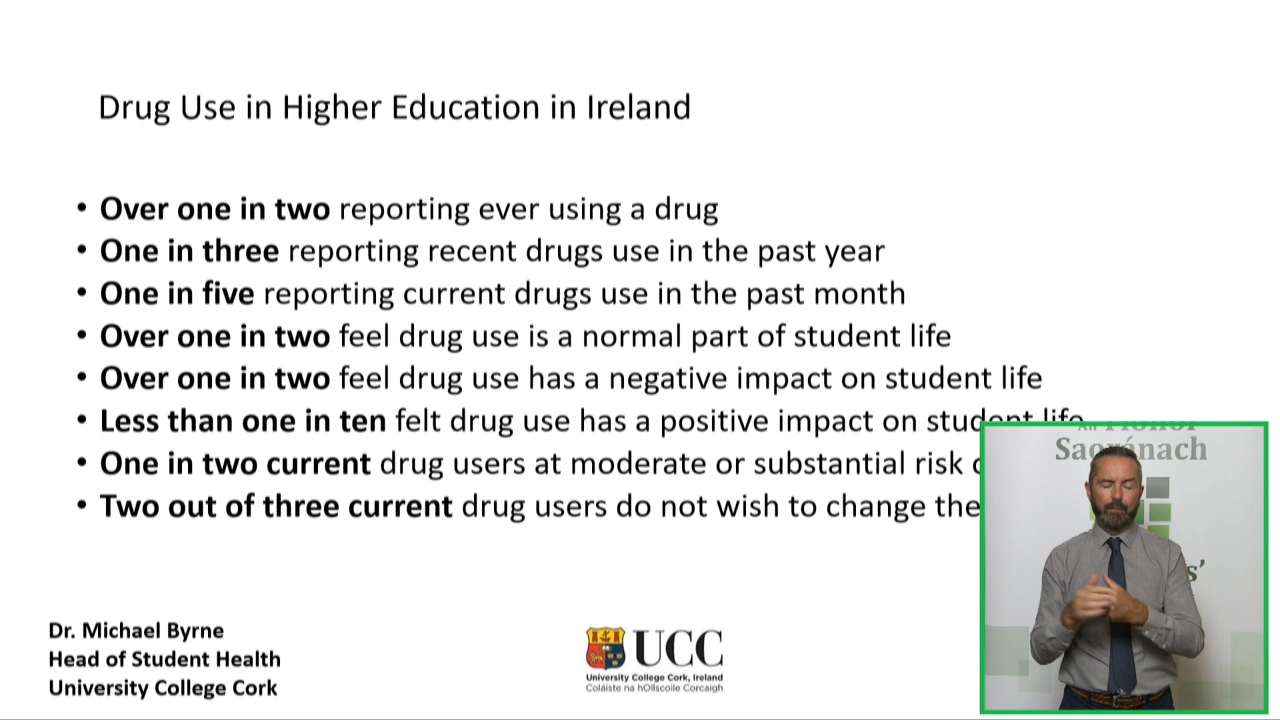 Drug Use in Higher Education in Ireland
• Over one in two reporting ever using a drug
• One in three reporting recent drugs use in the past year
• One in five reporting current drugs use in the past month
• Over one in two feel drug use is a normal part of student life
• Over one in two feel drug use has a negative impact on student life
• Less than one in ten felt drug use has a positive impact on student life
• One in two current drug users at moderate or substantial risk
• Two out of three current drug users do not wish to change
Saoránach
Dr. Michael Byrne
Head of Student Health
University College Cork
UCC
University College Cork, Ireland
Coláiste na hOllscoile Corcaigh